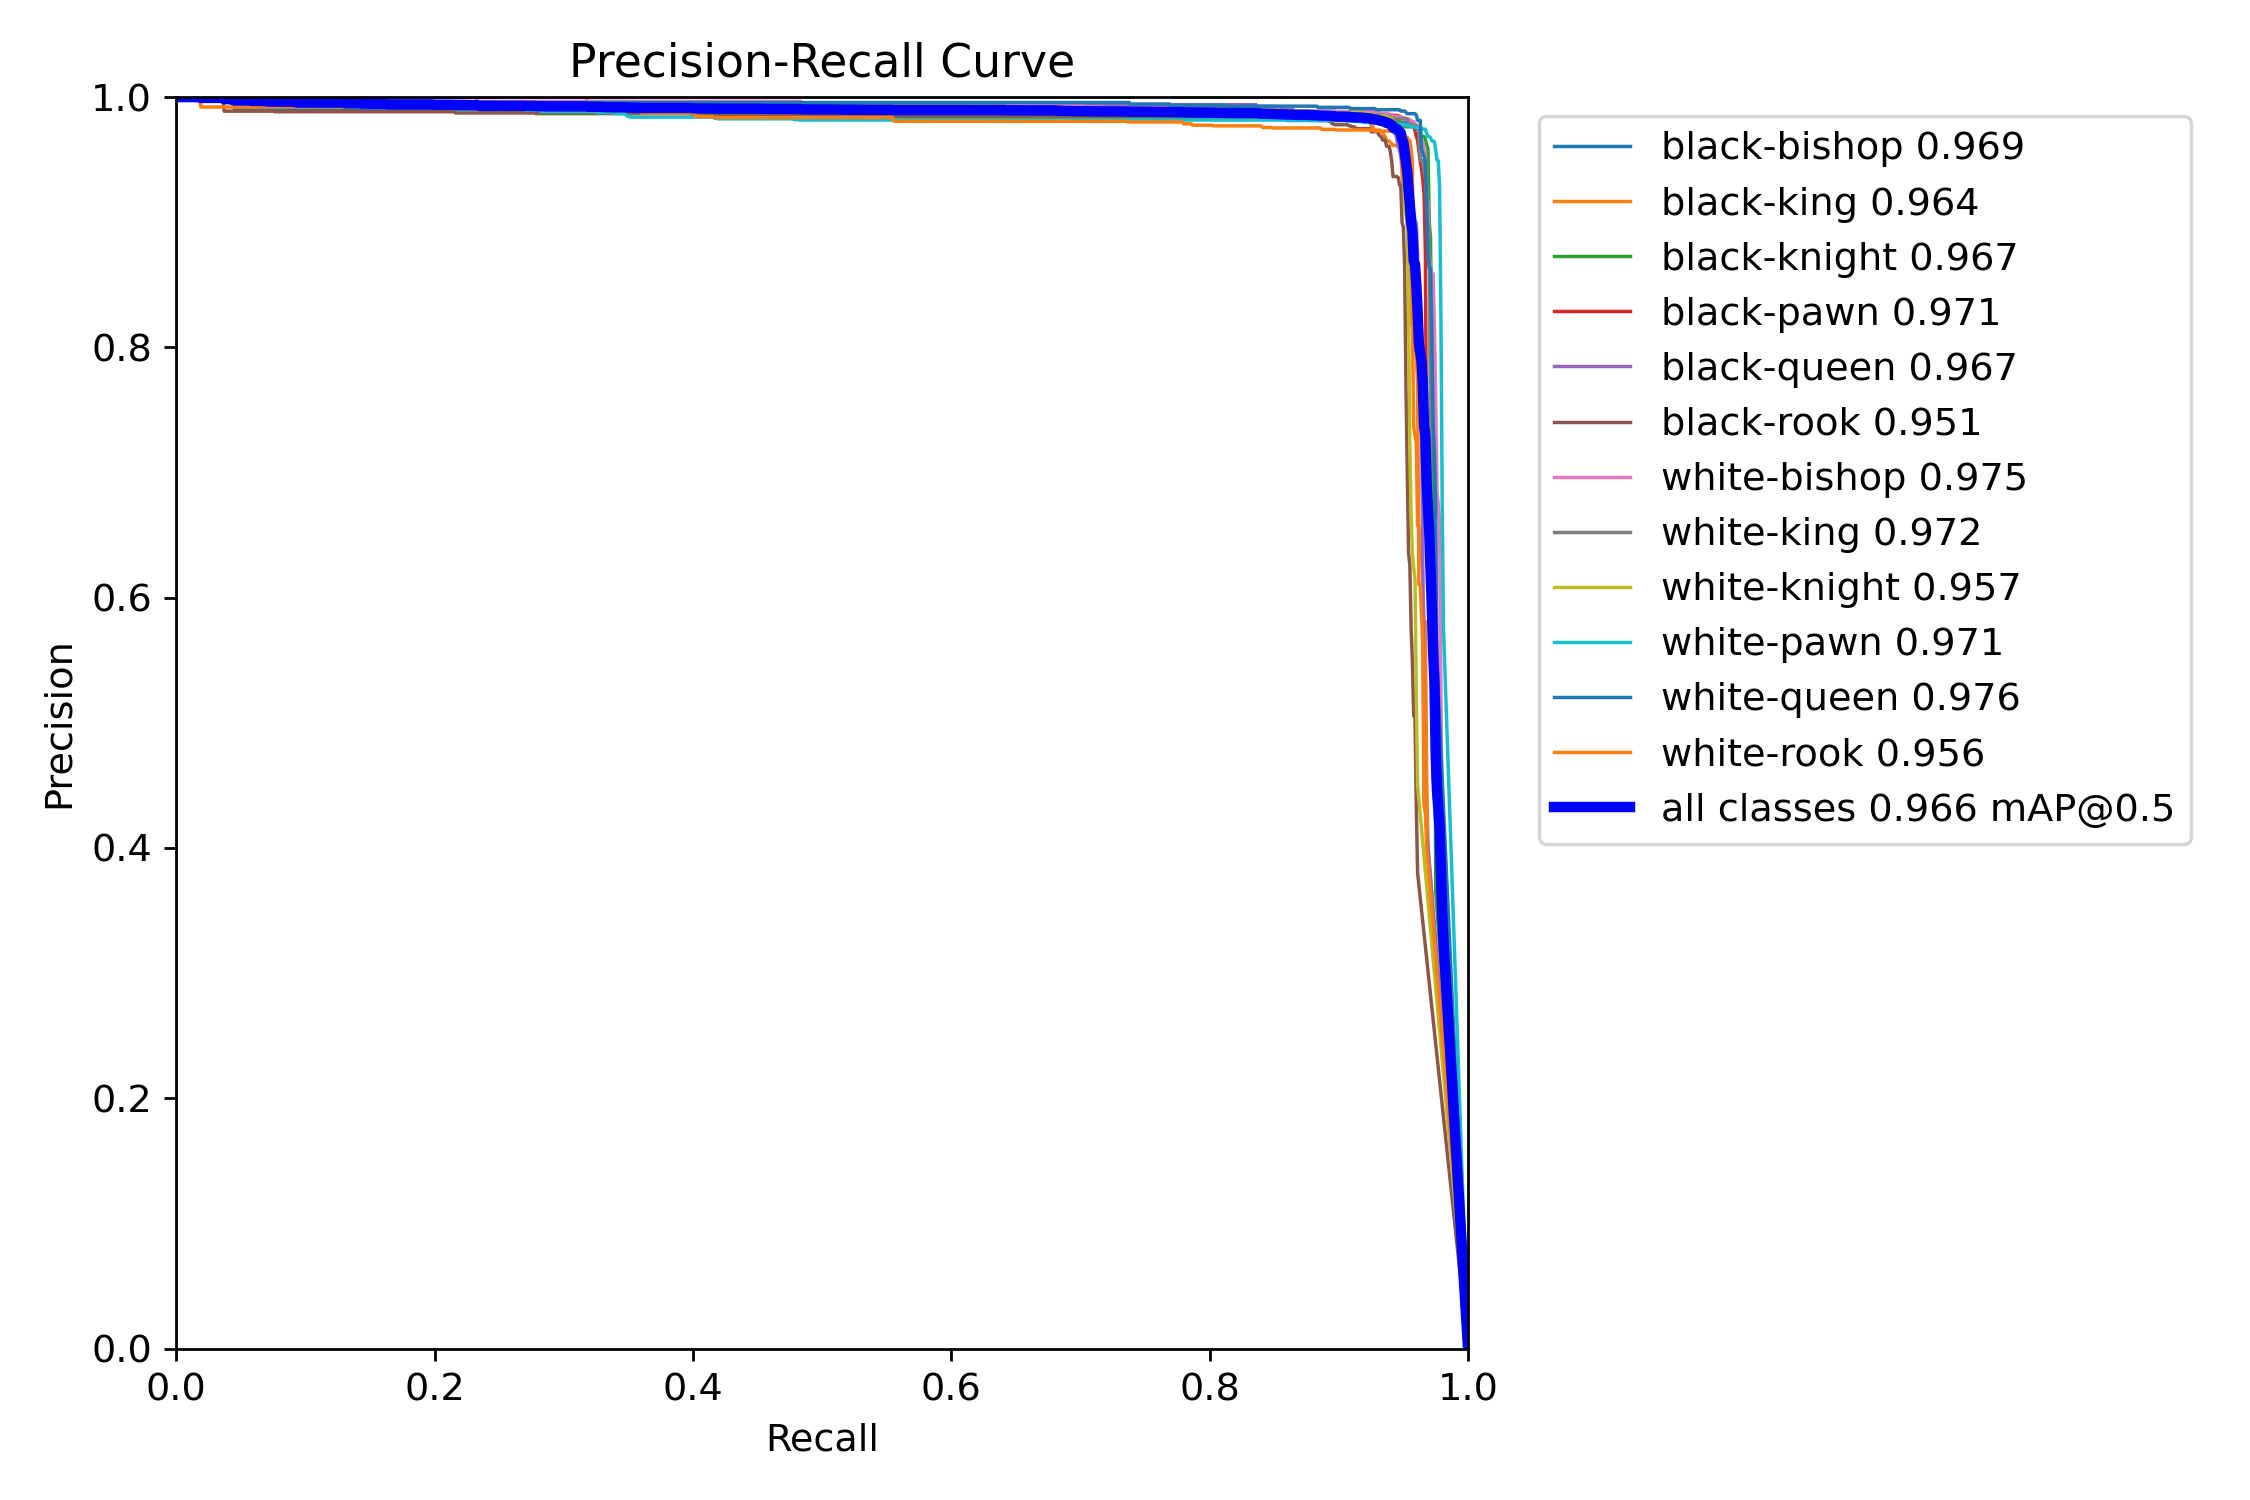 Precision-Recall Curve
1.0
0.8
0.6
0.4
0.2
0.0
Precision
0.0 0.2 0.4 0.6 0.8 1.0
Recall
black-bishop 0.969
black-king 0.964
black-knight 0.967
black-pawn 0.971
black-queen 0.967
black-rook 0.951
white-bishop 0.975
white-king 0.972
white-knight 0.957
white-pawn 0.971
white-queen 0.976
white-rook 0.956
all classes 0.966 mAP@0.5